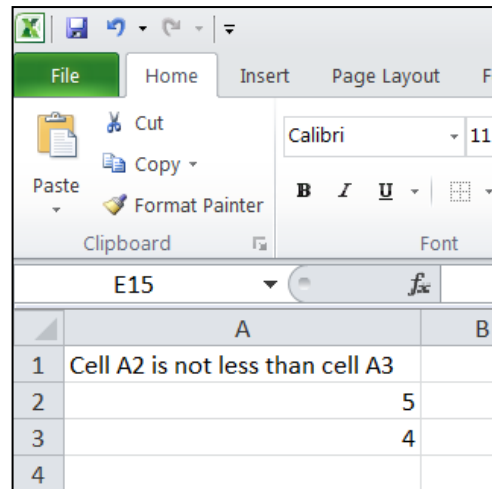 File Home Insert Page Layout F
Cut
Calibri 11
Copy
Paste
B I U
Format Painter
Clipboard Font
E15 fx
A B
1 Cell A2 is not less than cell A3
2 5
3 4
4